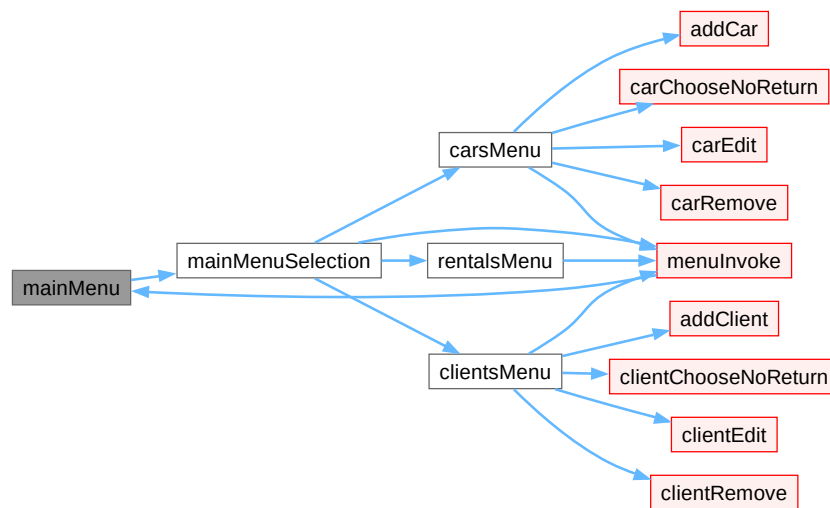 addCar
carChooseNoReturn
carsMenu
carEdit
carRemove
mainMenuSelection
rentalsMenu
menuInvoke
mainMenu
addClient
clientsMenu
clientChooseNoReturn
clientEdit
clientRemove